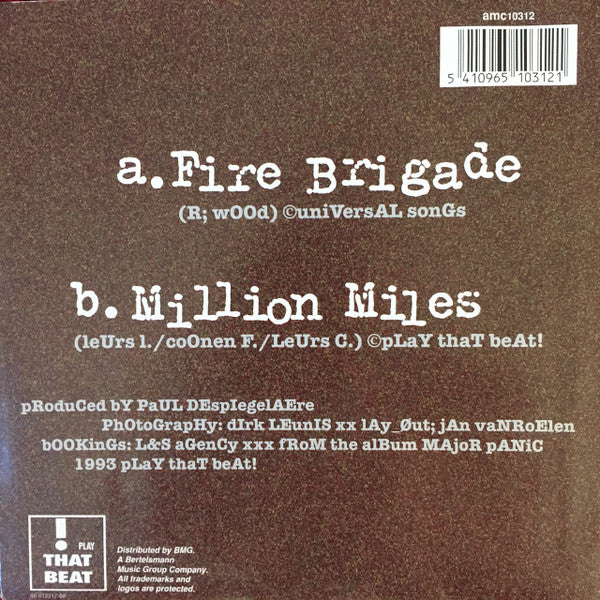 amc10312
5 410965 103121
a. Fire Brigade
(R; wOOd) ©uniVersAL sonGs
b. Million Miles
(leUrs l./coOnen F./LeUrs C.) ©pLaY thaT beAt!
pRoduCed bY PaUL DEspIegelAEre
PhOtoGrapHy: dIrk LEunIS xx lAy_Øut; jAn vaNRoElen
bOOKinGs: L&S aGenCy xxx fRoM the alBum MAjoR pANiC
1993 pLAY thaT beAt!
! PLAY
THAT
BEAT
Distributed by BMG.
A Bertelsmann
Music Group Company.
All trademarks and
logos are protected.